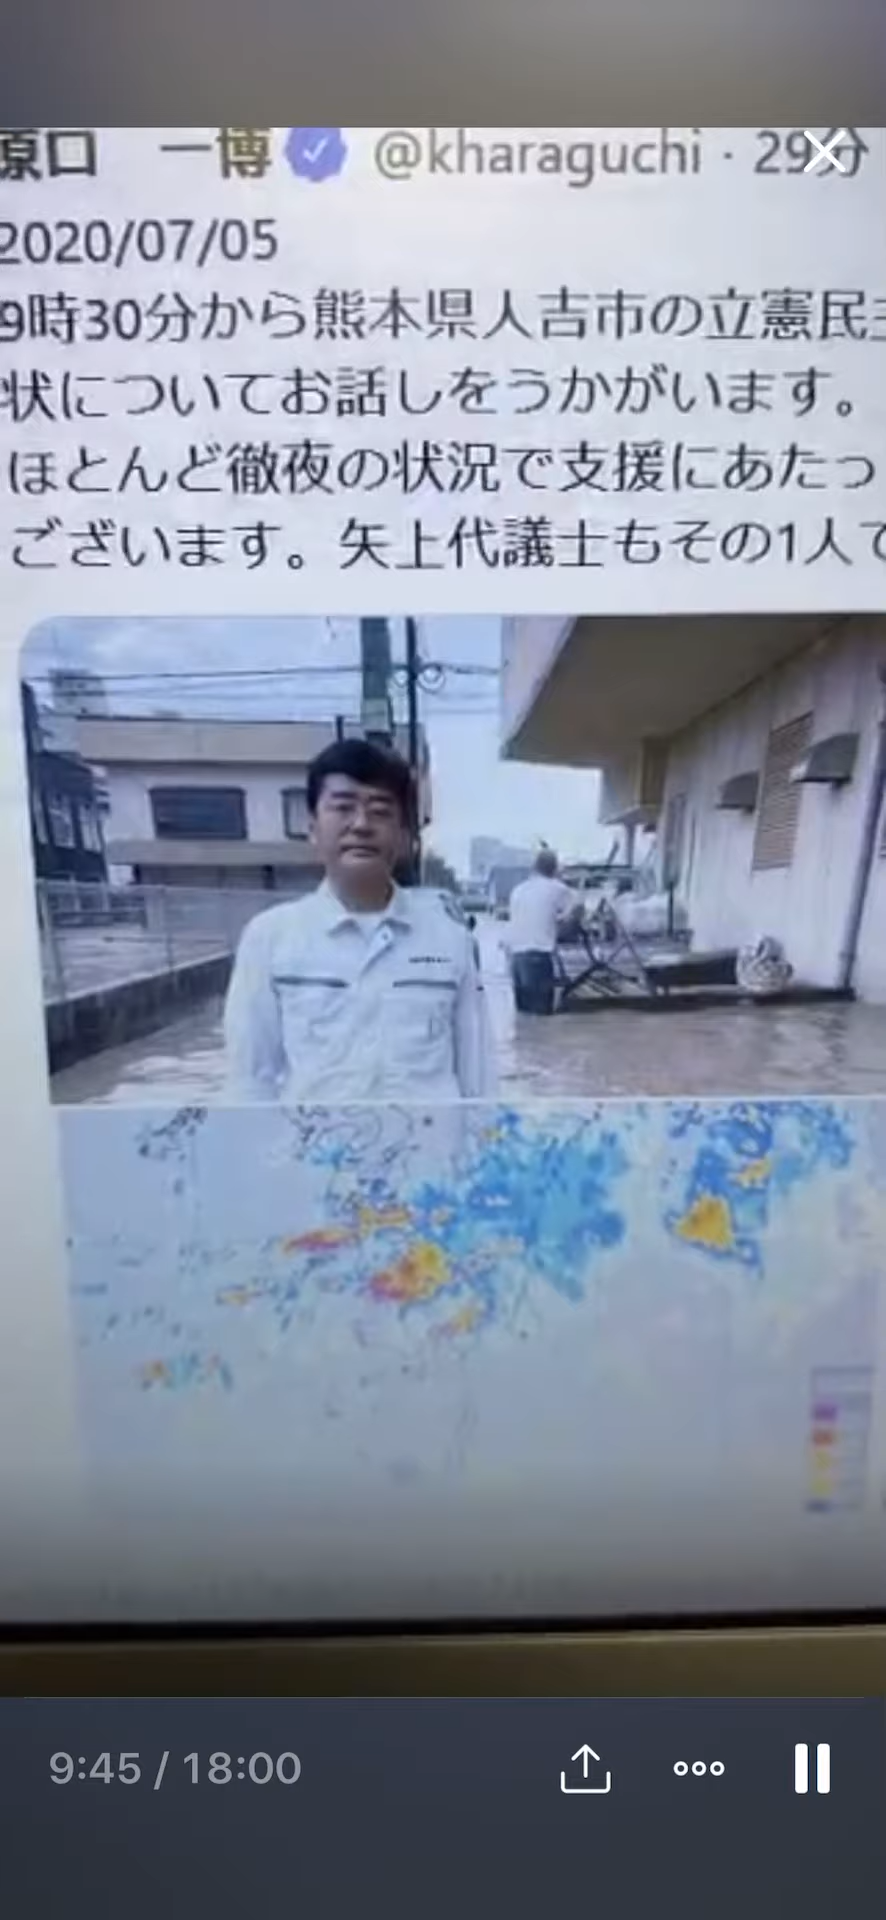 原口 一博 @kharaguchi · 29分
2020/07/05
9時30分から熊本県人吉市の立憲民主
状についてお話しをうかがいます。
ほとんど徹夜の状況で支援にあたっ
ございます。矢上代議士もその1人で
9:45 / 18:00